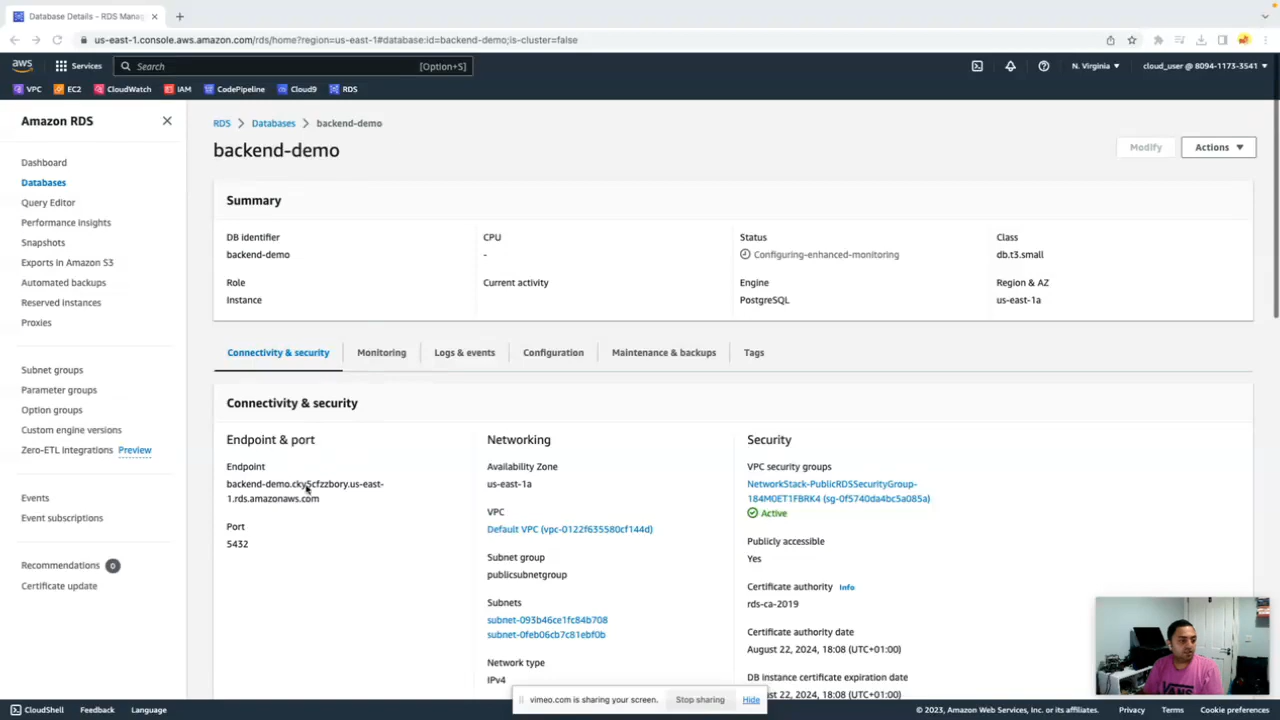 Database Details - RDS Mana
us-east-1.console.aws.amazon.com/rds/home?region=us-east-1#database:id=backend-demo;is-cluster=false
aws Services Search [Option+S] N. Virginia cloud_user @ 8094-1173-3541
VPC EC2 CloudWatch IAM CodePipeline Cloud9 RDS
Amazon RDS
Dashboard
Databases
Query Editor
Performance insights
Snapshots
Exports in Amazon S3
Automated backups
Reserved instances
Proxies
Subnet groups
Parameter groups
Option groups
Custom engine versions
Zero-ETL integrations Preview
Events
Event subscriptions
Recommendations 0
Certificate update
RDS > Databases > backend-demo
backend-demo
Modify Actions
Summary
DB identifier
backend-demo
CPU
-
Status
Configuring-enhanced-monitoring
Class
db.t3.small
Role
Instance
Current activity
Engine
PostgreSQL
Region & AZ
us-east-1a
Connectivity & security Monitoring Logs & events Configuration Maintenance & backups Tags
Connectivity & security
Endpoint & port
Endpoint
backend-demo.cky5cfzzbory.us-east-
1.rds.amazonaws.com
Port
5432
Networking
Availability Zone
us-east-1a
VPC
Default VPC (vpc-0122f635580cf144d)
Subnet group
publicsubnetgroup
Subnets
subnet-093b46ce1fc84b708
subnet-0feb06cb7c81ebf0b
Network type
IPv4
Security
VPC security groups
NetworkStack-PublicRDSSecurityGroup-
184M0ET1FBRK4 (sg-0f5740da4bc5a085a)
Active
Publicly accessible
Yes
Certificate authority Info
rds-ca-2019
Certificate authority date
August 22, 2024, 18:08 (UTC+01:00)
DB instance certificate expiration date
August 22, 2024, 18:08 (UTC+01:00)
vimeo.com is sharing your screen. Stop sharing Hide
VANS
CloudShell Feedback Language © 2023, Amazon Web Services, Inc. or its affiliates. Privacy Terms Cookie preferences